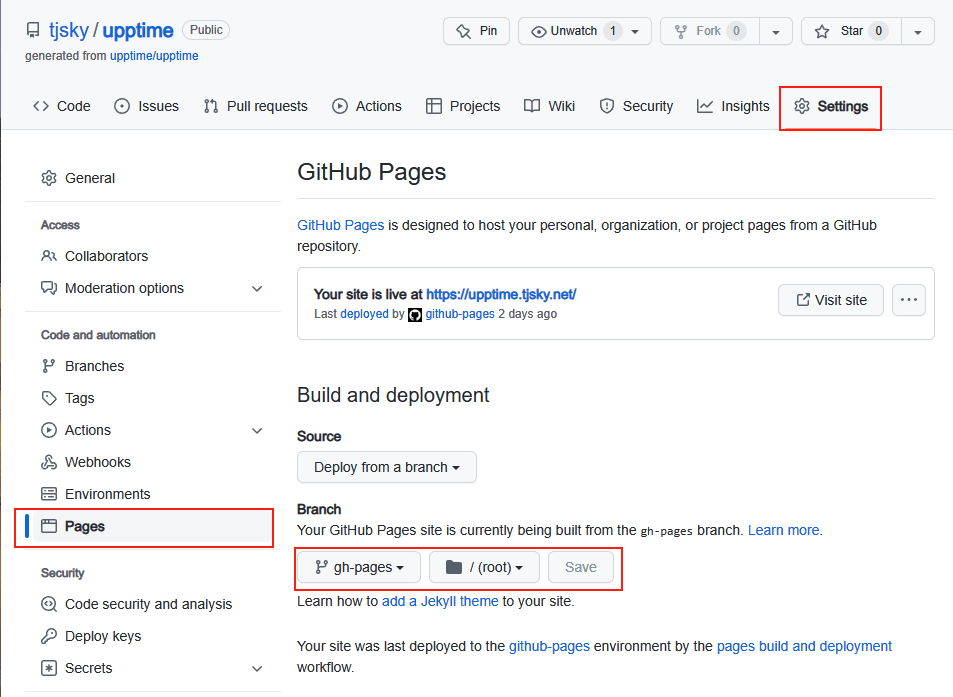 tjsky / upptime Public
Pin
Unwatch 1
Fork 0
Star 0
generated from upptime/upptime
Code
Issues
Pull requests
Actions
Projects
Wiki
Security
Insights
Settings
General
Access
Collaborators
Moderation options
Code and automation
Branches
Tags
Actions
Webhooks
Environments
Pages
Security
Code security and analysis
Deploy keys
Secrets
GitHub Pages
GitHub Pages is designed to host your personal, organization, or project pages from a GitHub
repository.
Your site is live at https://upptime.tjsky.net/
Last deployed by github-pages 2 days ago
Visit site
Build and deployment
Source
Deploy from a branch
Branch
Your GitHub Pages site is currently being built from the gh-pages branch. Learn more.
gh-pages
/ (root)
Save
Learn how to add a Jekyll theme to your site.
Your site was last deployed to the github-pages environment by the pages build and deployment
workflow.